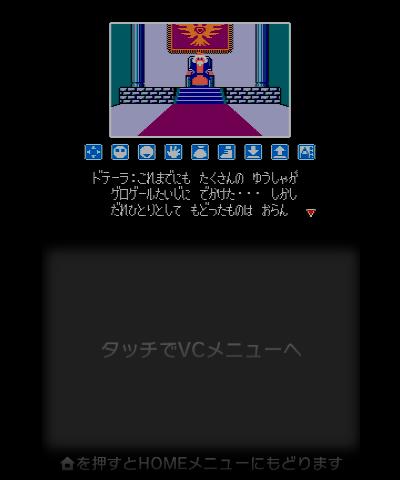 ドテーラ:これまでにも たくさんの ゆうしゃが
グロゲールたいじに でかけた・・・ しかし
だれひとりとして もどったものは おらん
タッチでVCメニューへ
を押すとHOMEメニューにもどります